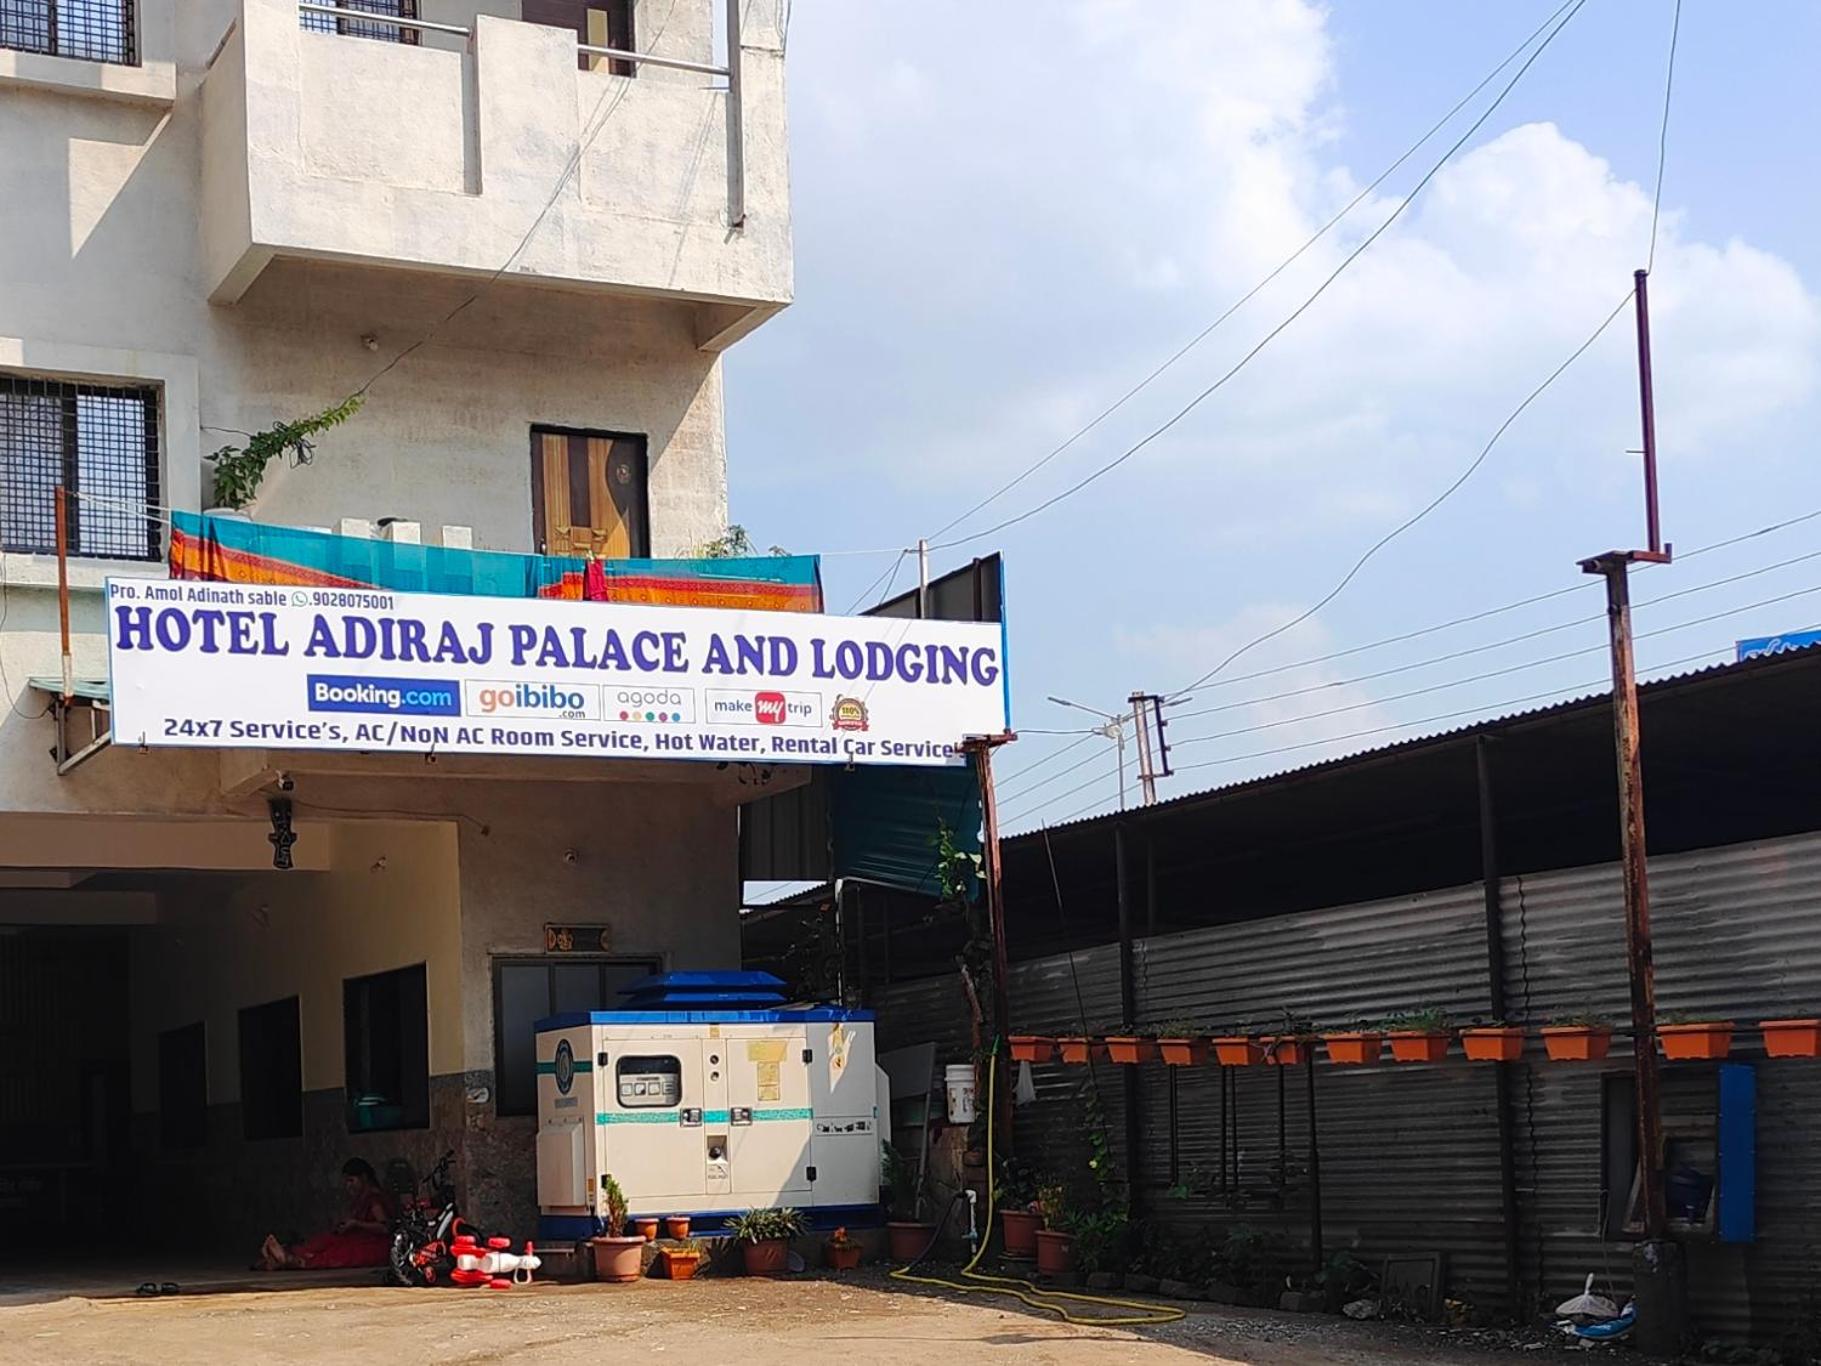 Pro. Amol Adinath sable .9028075001
HOTEL ADIRAJ PALACE AND LODGING
Booking.com goibibo.com agoda make my trip 100%
24x7 Service's, AC/NoN AC Room Service, Hot Water, Rental Car Service